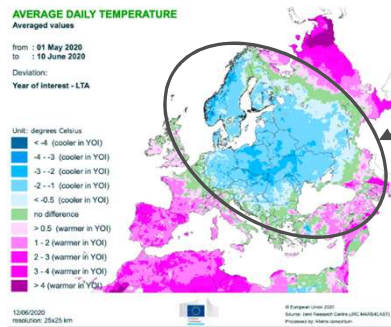 AVERAGE DAILY TEMPERATURE
Averaged values
from : 01 May 2020
to : 10 June 2020
Deviation:
Year of interest - LTA
Unit: degrees Celsius
< -4 (cooler in YOI)
-4 - -3 (cooler in YOI)
-3 - -2 (cooler in YOI)
-2 - -1 (cooler in YOI)
< -0.5 (cooler in YOI)
no difference
> 0.5 (warmer in YOI)
1 - 2 (warmer in YOI)
2 - 3 (warmer in YOI)
3 - 4 (warmer in YOI)
> 4 (warmer in YOI)
12/06/2020
resolution: 25x25 km
© European Union 2020
Source: Joint Research Centre (JRC MARS4CAST)
Processed by: Alterra consortium